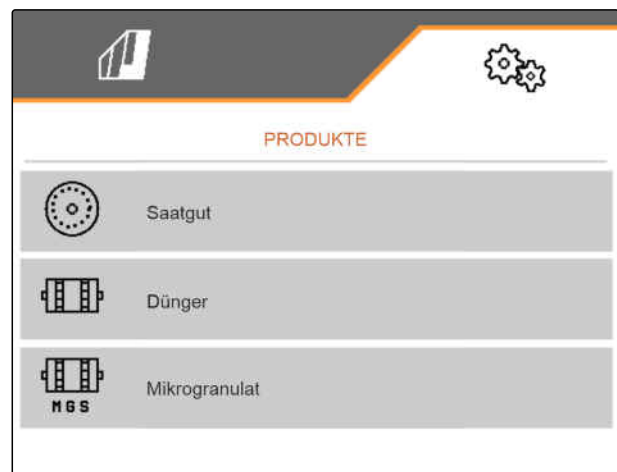 PRODUKTE
Saatgut
Dünger
Mikrogranulat
MGS